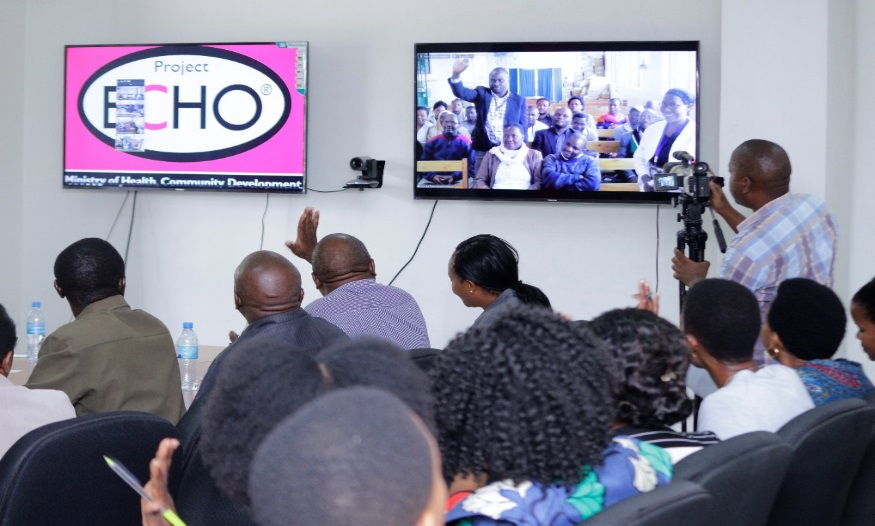 Project
ECHO®
Ministry of Health, Community Development